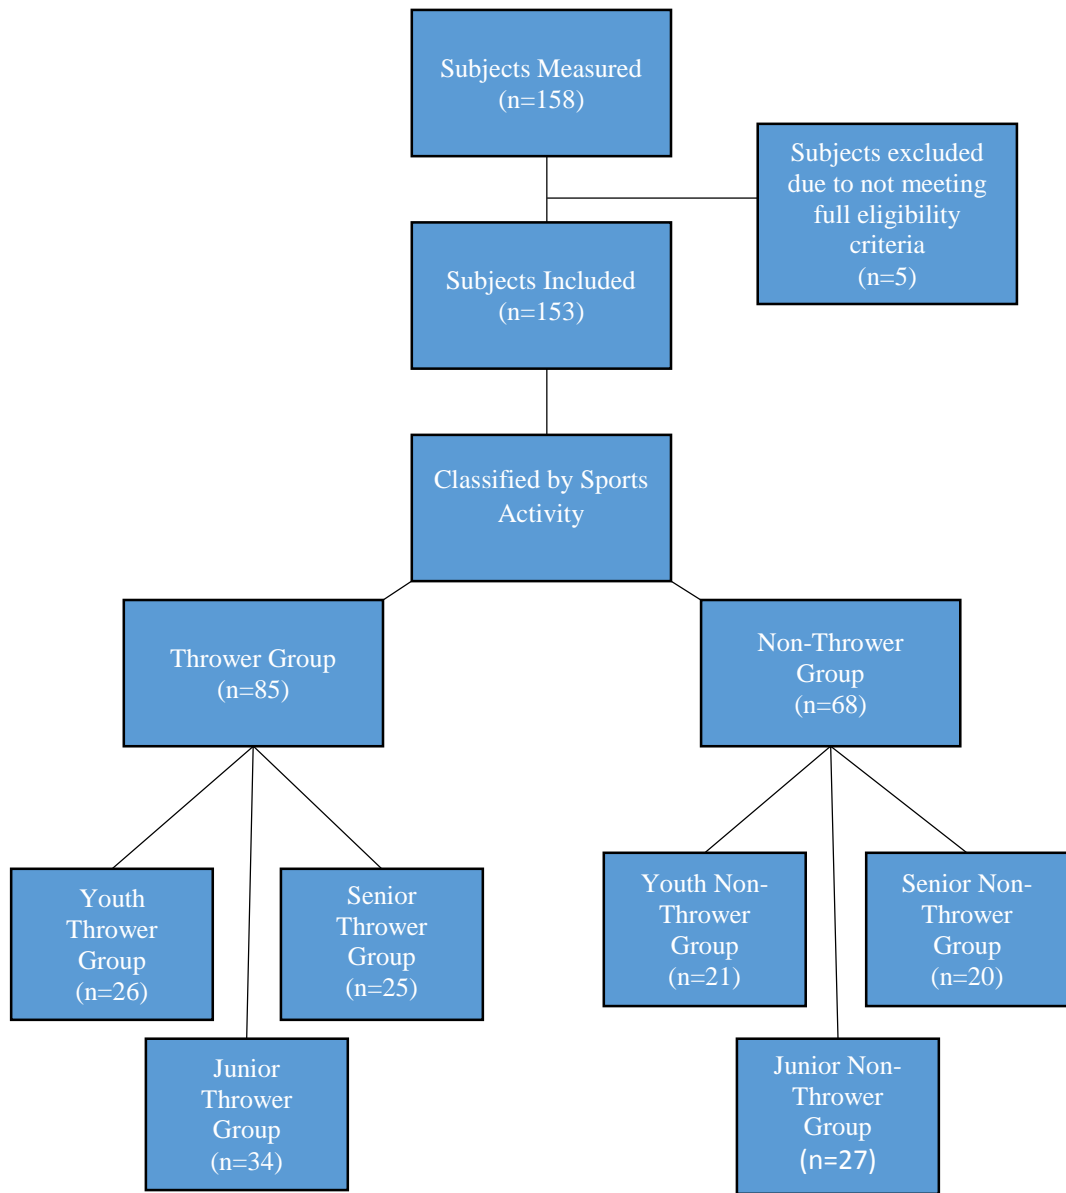 Subjects Measured
(n=158)
Subjects excluded
due to not meeting
full eligibility
criteria
(n=5)
Subjects Included
(n=153)
Classified by Sports
Activity
Thrower Group
(n=85)
Non-Thrower
Group
(n=68)
Youth
Thrower
Group
(n=26)
Senior
Thrower
Group
(n=25)
Junior
Thrower
Group
(n=34)
Youth Non-
Thrower
Group
(n=21)
Senior Non-
Thrower
Group
(n=20)
Junior Non-
Thrower
Group
(n=27)